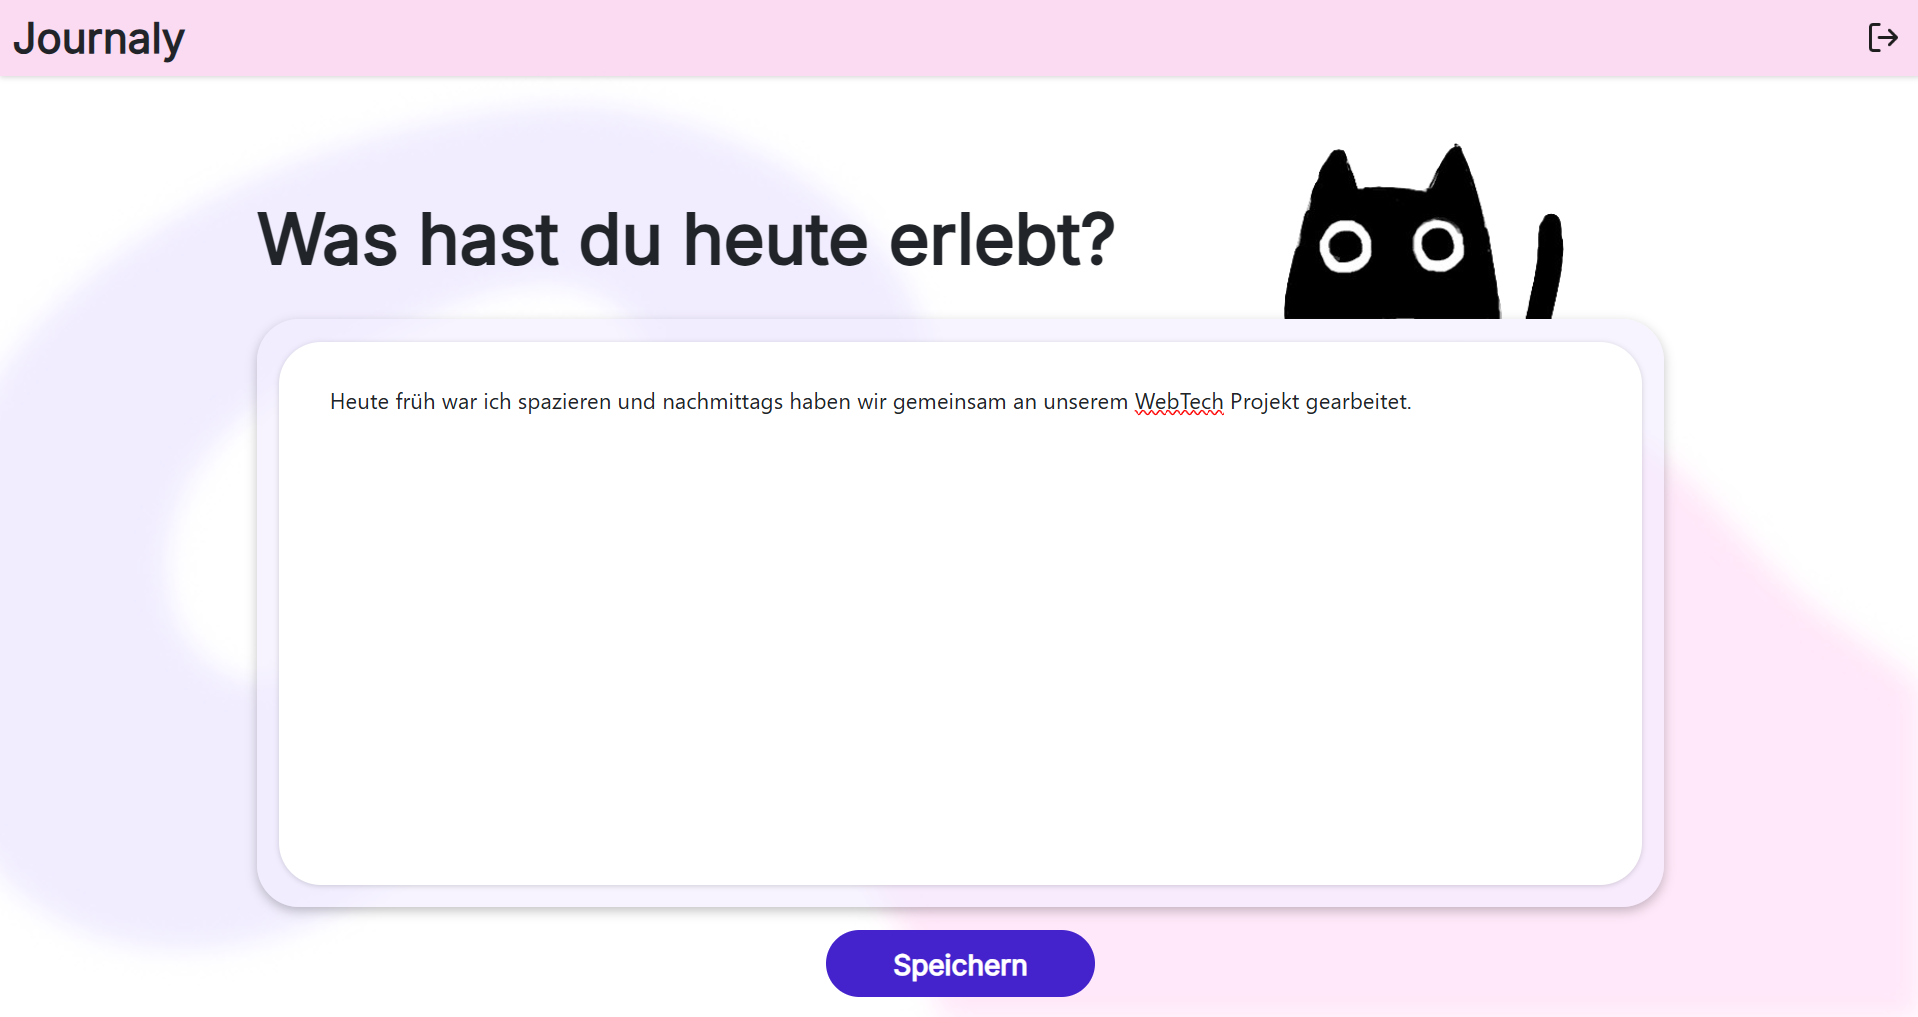 Journaly
Was hast du heute erlebt?
Heute früh war ich spazieren und nachmittags haben wir gemeinsam an unserem WebTech Projekt gearbeitet.
Speichern